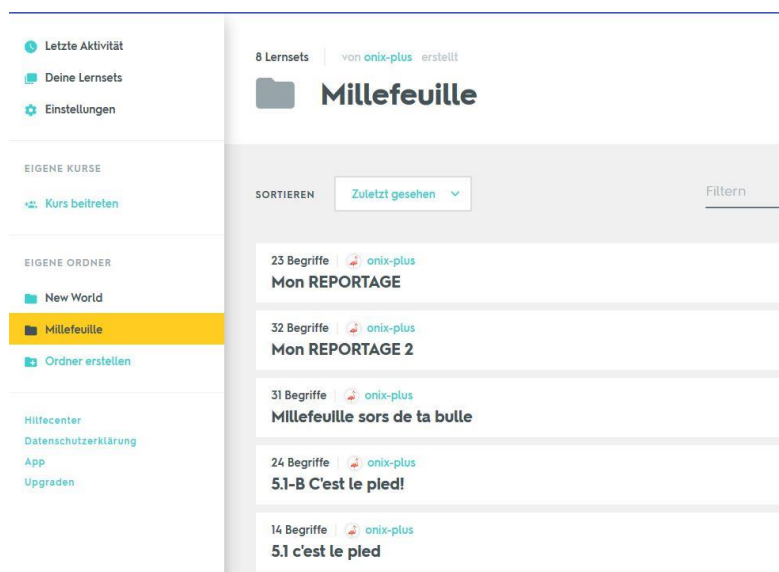 Letzte Aktivität
Deine Lernsets
Einstellungen
EIGENE KURSE
Kurs beitreten
EIGENE ORDNER
New World
Millefeuille
Ordner erstellen
Hilfecenter
Datenschutzerklärung
App
Upgraden
8 Lernsets von onix-plus erstellt
Millefeuille
SORTIEREN Zuletzt gesehen Filtern
23 Begriffe onix-plus
Mon REPORTAGE
32 Begriffe onix-plus
Mon REPORTAGE 2
31 Begriffe onix-plus
Millefeuille sors de ta bulle
24 Begriffe onix-plus
5.1-B C'est le pied!
14 Begriffe onix-plus
5.1 c'est le pied